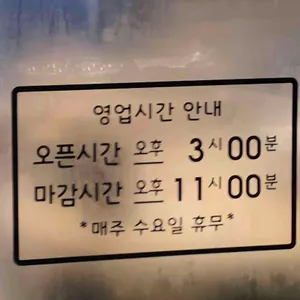 영업시간 안내
오픈시간 오후 3시00분
마감시간 오후 11시00분
*매주 수요일 휴무*